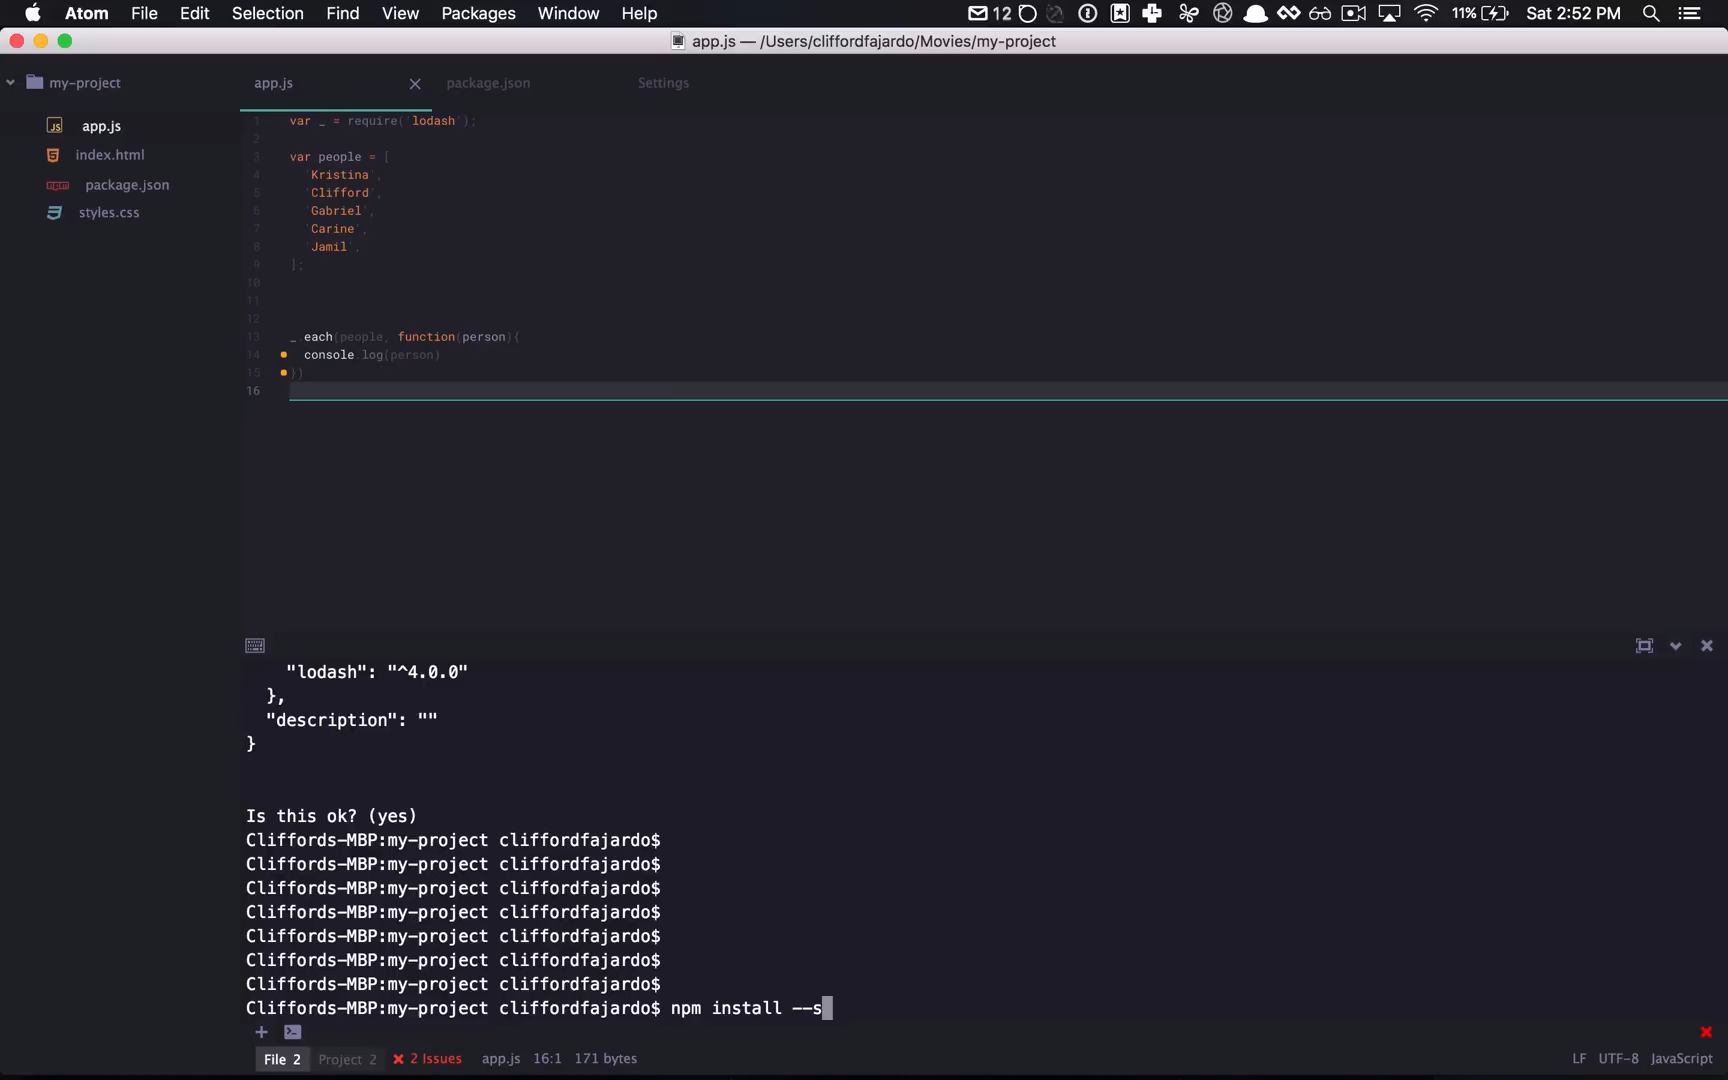 Atom File Edit Selection Find View Packages Window Help 12 11% Sat 2:52 PM
app.js — /Users/cliffordfajardo/Movies/my-project
my-project
app.js
index.html
package.json
styles.css
app.js package.json Settings
1 var _ = require('lodash');
2
3 var people = [
4 'Kristina',
5 'Clifford',
6 'Gabriel',
7 'Carine',
8 'Jamil',
9 ];
10
11
12
13 _.each(people, function(person){
14 console.log(person)
15 })
16
"lodash": "^4.0.0"
},
"description": ""
}
Is this ok? (yes)
Cliffords-MBP:my-project cliffordfajardo$
Cliffords-MBP:my-project cliffordfajardo$
Cliffords-MBP:my-project cliffordfajardo$
Cliffords-MBP:my-project cliffordfajardo$
Cliffords-MBP:my-project cliffordfajardo$
Cliffords-MBP:my-project cliffordfajardo$
Cliffords-MBP:my-project cliffordfajardo$
Cliffords-MBP:my-project cliffordfajardo$ npm install --s
File 2 Project 2 2 Issues app.js 16:1 171 bytes LF UTF-8 JavaScript